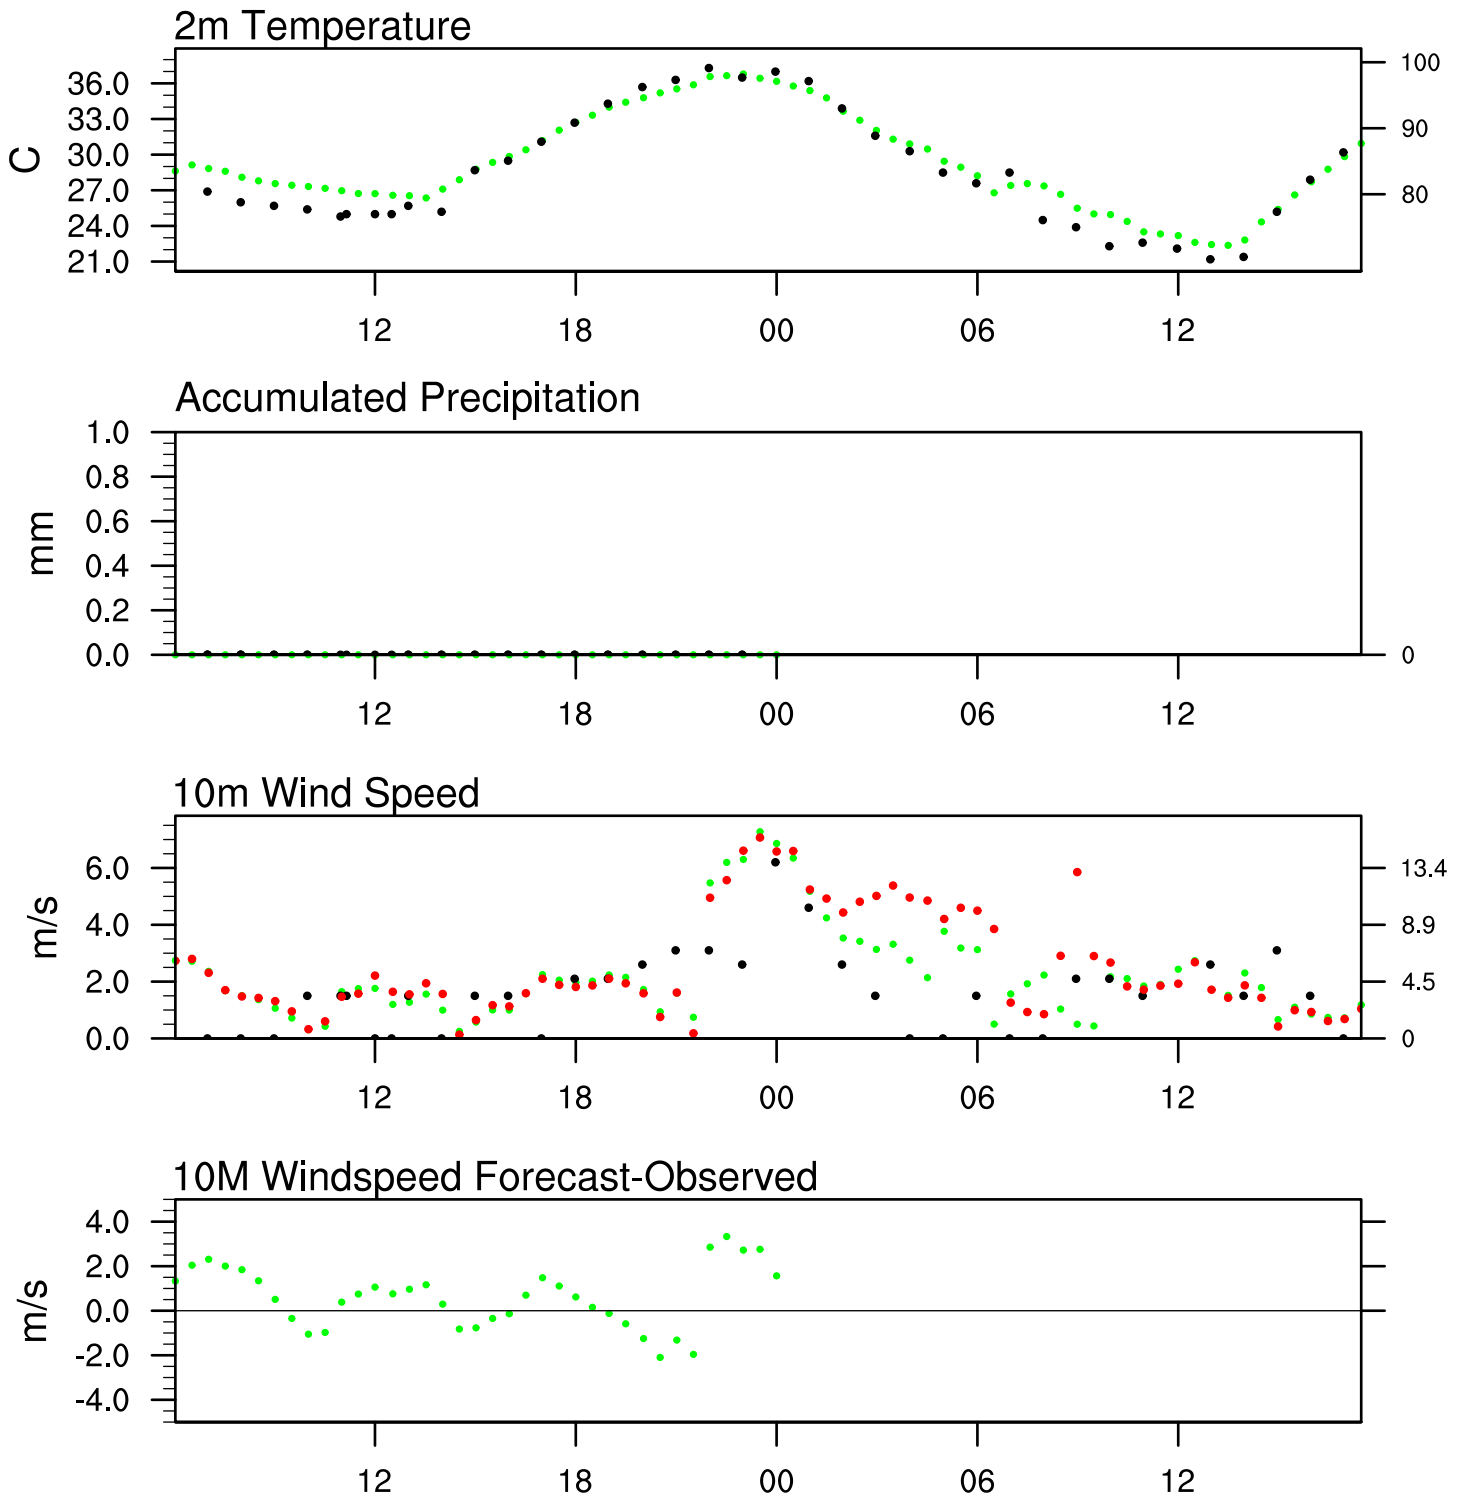 2m Temperature
C
36.0
33.0
30.0
27.0
24.0
21.0
100
90
80
12 18 00 06 12
Accumulated Precipitation
mm
1.0
0.8
0.6
0.4
0.2
0.0
0
12 18 00 06 12
10m Wind Speed
m/s
6.0
4.0
2.0
0.0
13.4
8.9
4.5
0
12 18 00 06 12
10M Windspeed Forecast-Observed
m/s
4.0
2.0
0.0
-2.0
-4.0
12 18 00 06 12